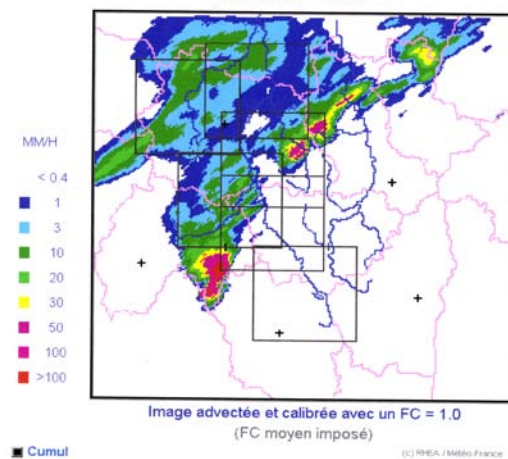 MM/H
< 0.4
1
3
10
20
30
50
100
>100
Image advectée et calibrée avec un FC = 1.0
(FC moyen imposé)
Cumul
(c) RHEA / Météo-France